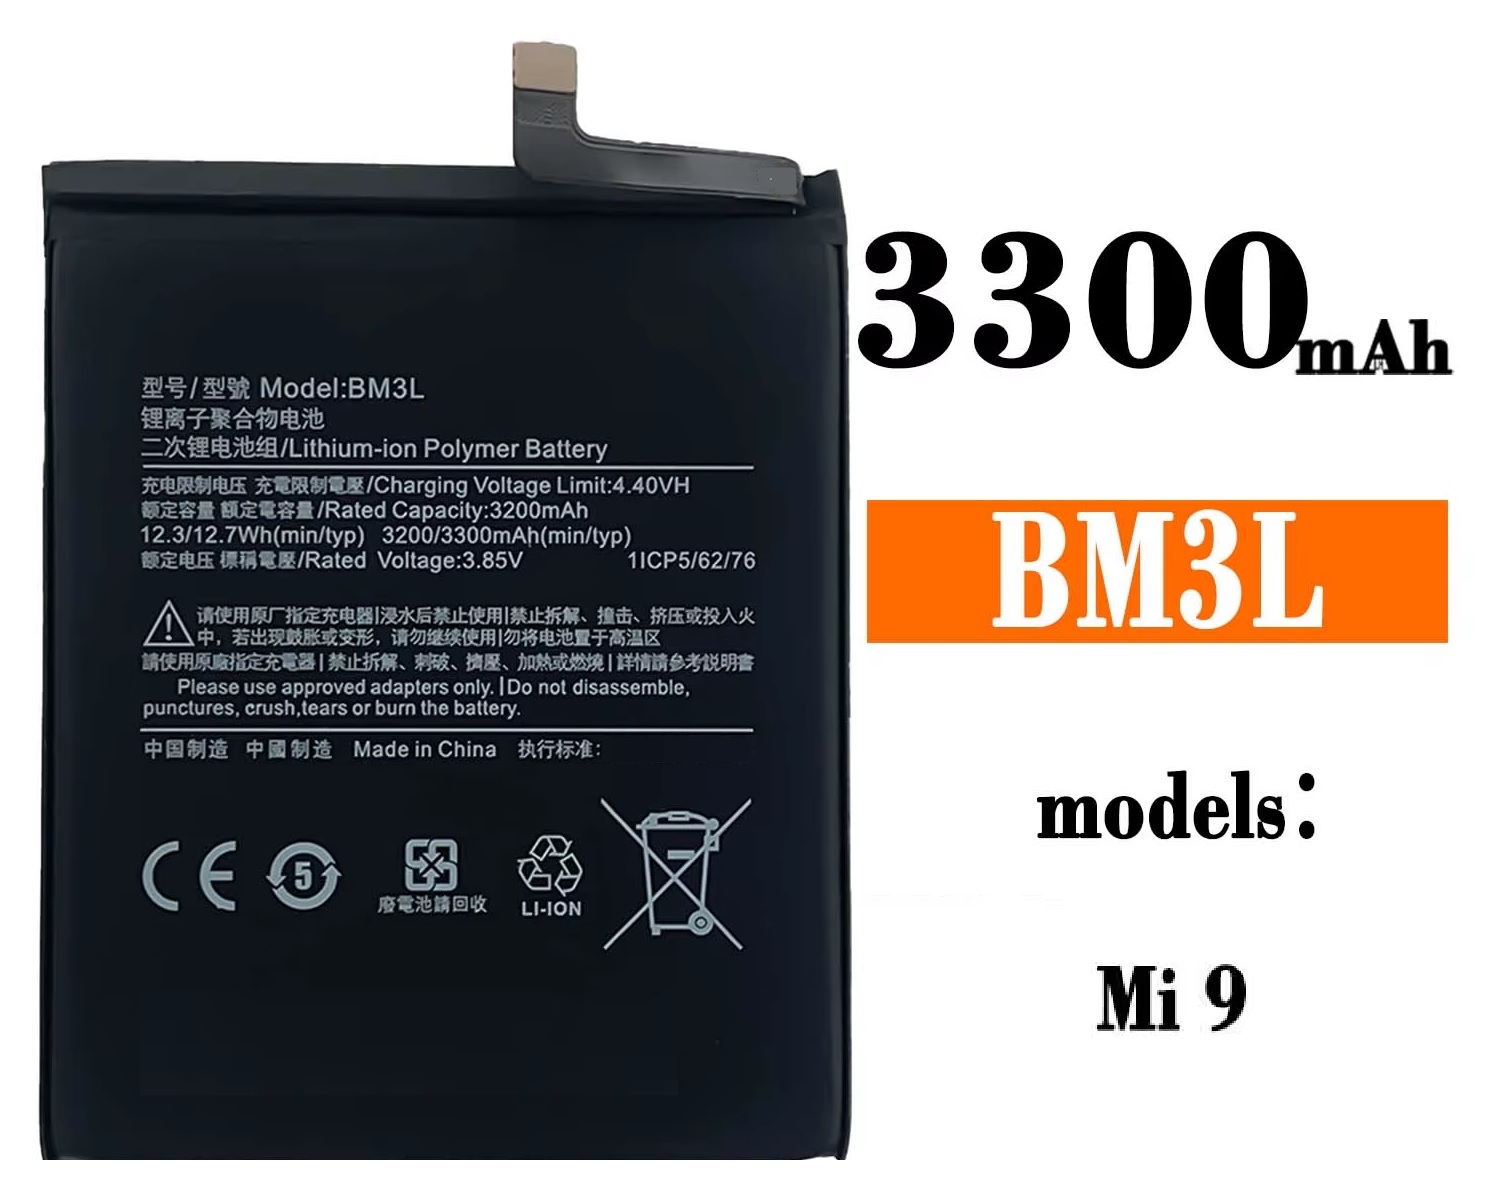 型号/型號 Model:BM3L
锂离子聚合物电池
二次锂电池组/Lithium-ion Polymer Battery
充电限制电压 充電限制電壓/Charging Voltage Limit:4.40VH
额定容量 額定電容量/Rated Capacity:3200mAh
12.3/12.7Wh(min/typ) 3200/3300mAh(min/typ)
额定电压 標稱電壓/Rated Voltage:3.85V 1ICP5/62/76
请使用原厂指定充电器|浸水后禁止使用|禁止拆解、撞击、挤压或投入火
中，若出现鼓胀或变形，请勿继续使用|勿将电池置于高温区
請使用原廠指定充電器|禁止拆解、刺破、擠壓、加熱或燃燒|詳情請參考説明書
Please use approved adapters only. |Do not disassemble,
punctures, crush,tears or burn the battery.
中国制造 中國制造 Made in China 执行标准:
CE 5 廢電池請回收 LI-ION
3300mAh
BM3L
models:
Mi 9